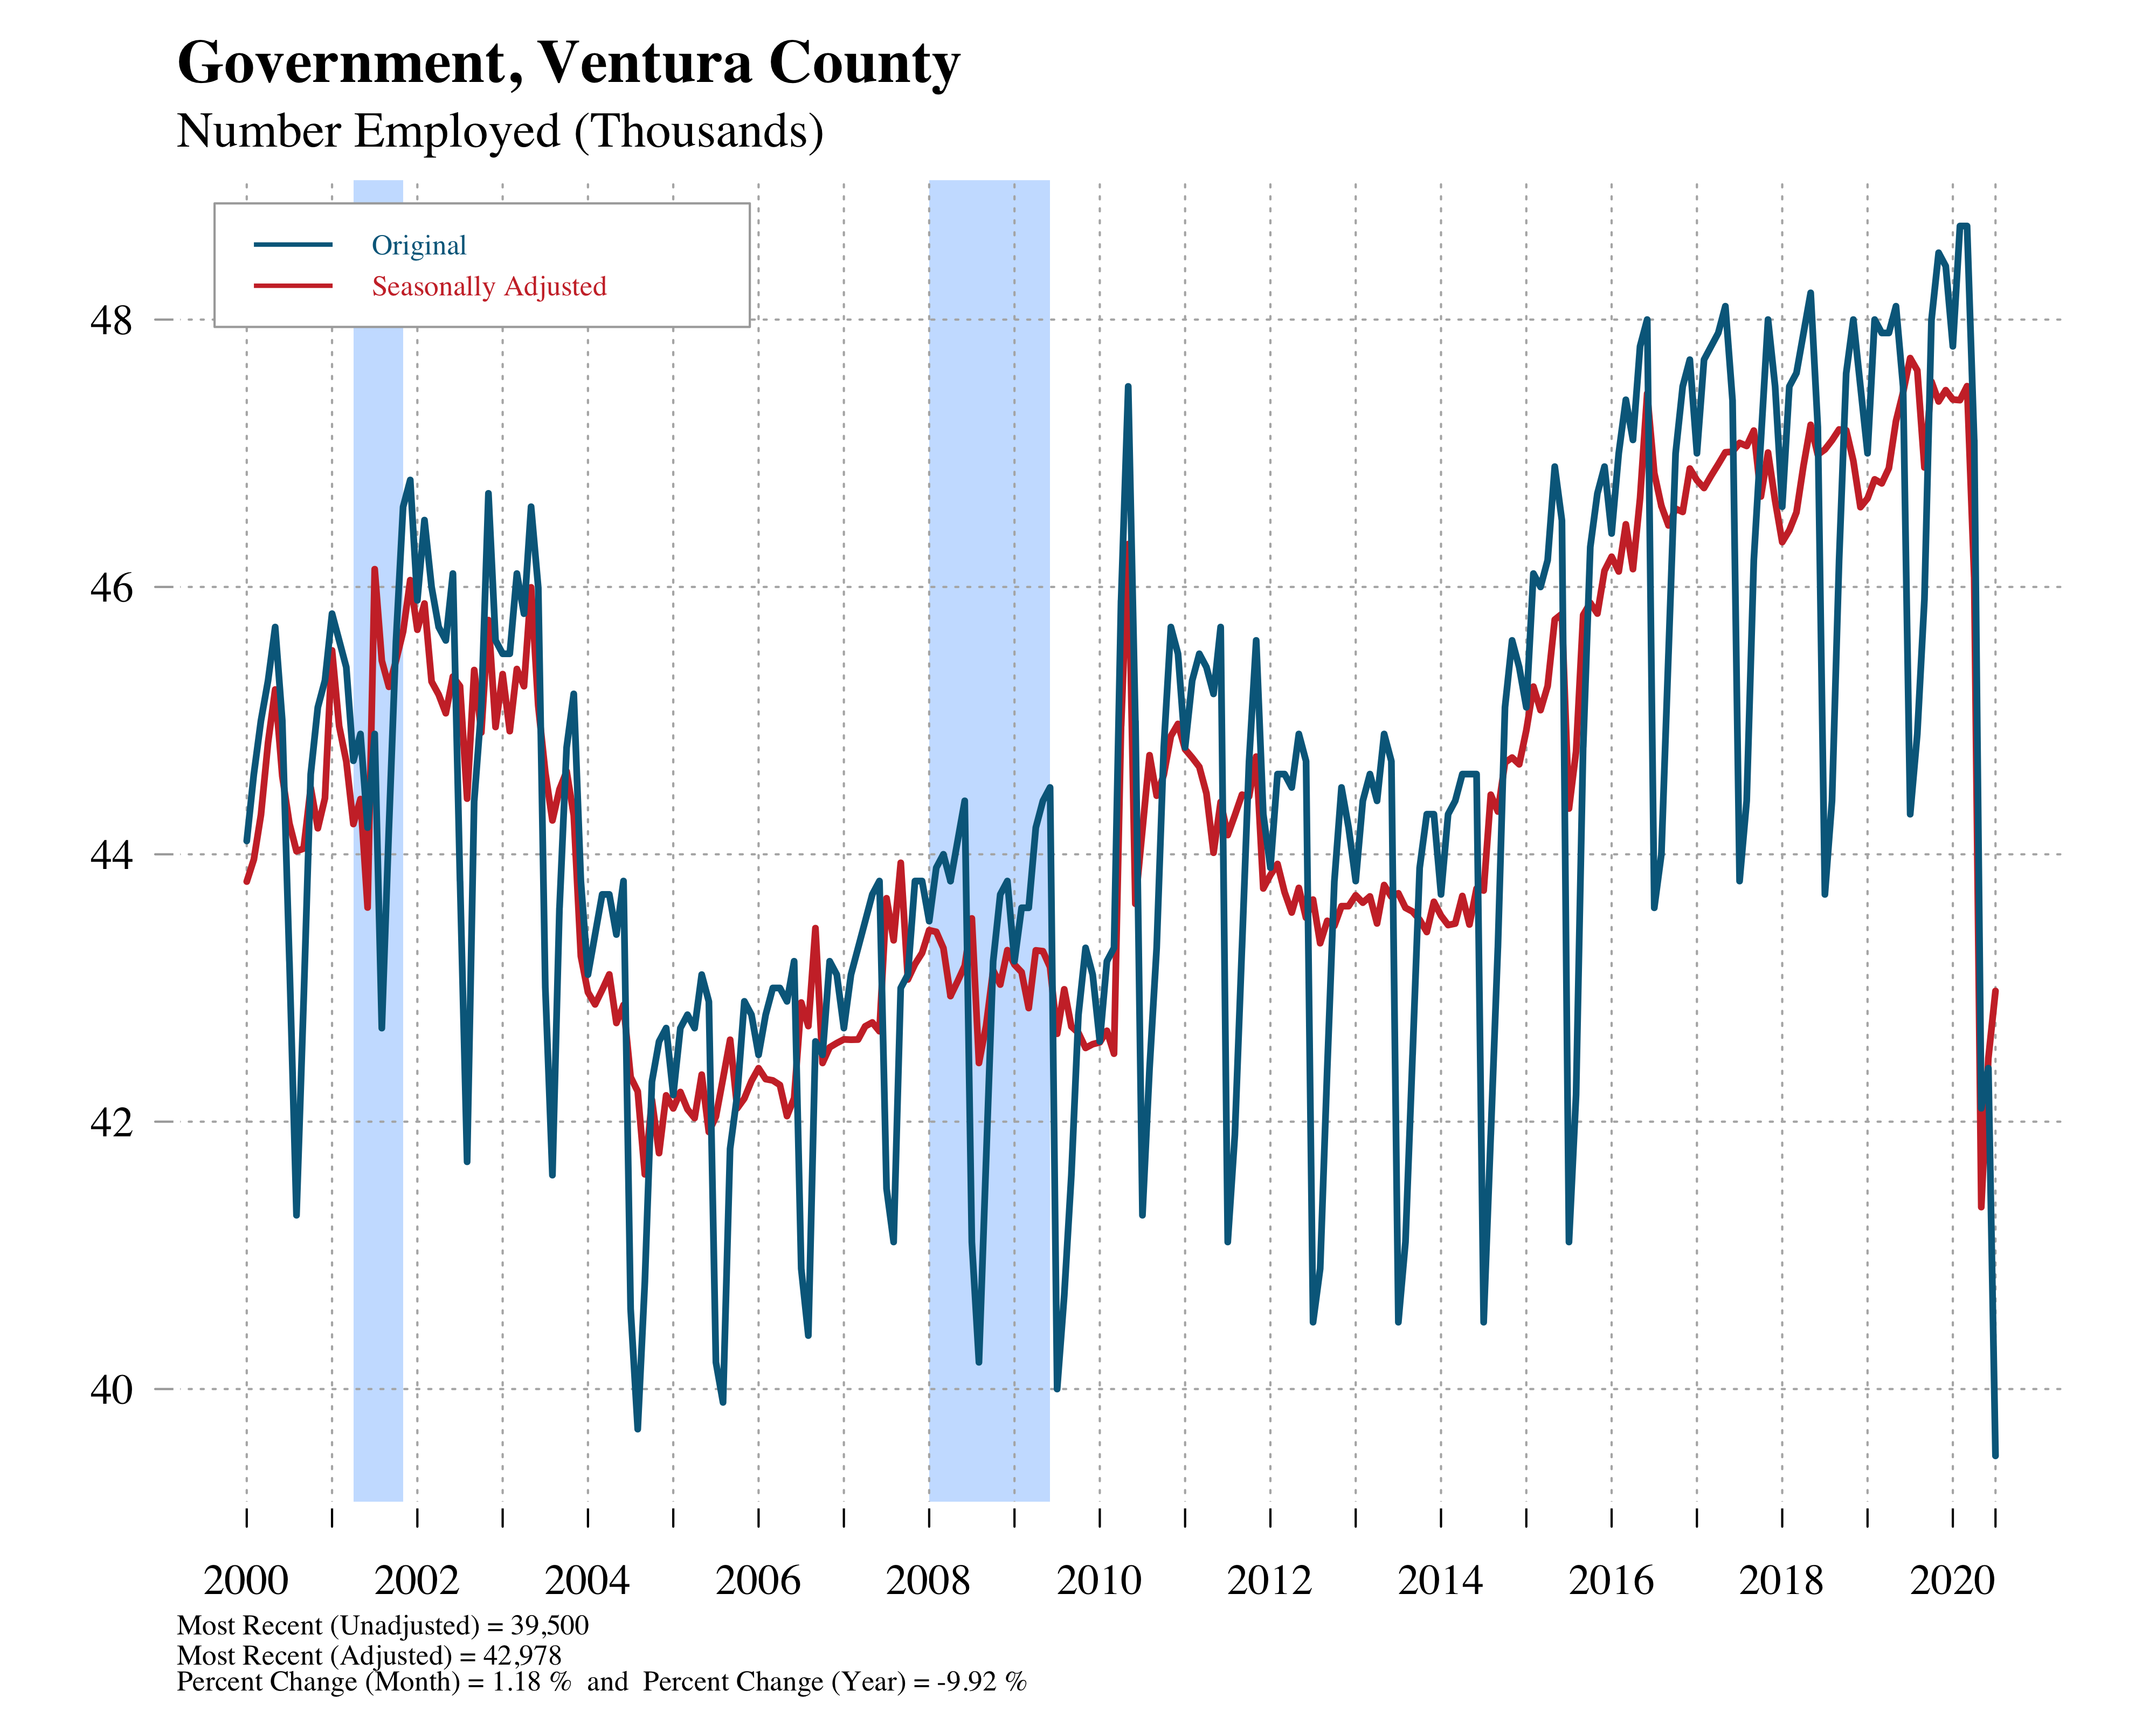 Government, Ventura County
Number Employed (Thousands)
Original
Seasonally Adjusted
48
46
44
42
40
2000 2002 2004 2006 2008 2010 2012 2014 2016 2018 2020
Most Recent (Unadjusted) = 39,500
Most Recent (Adjusted) = 42,978
Percent Change (Month) = 1.18 % and Percent Change (Year) = -9.92 %